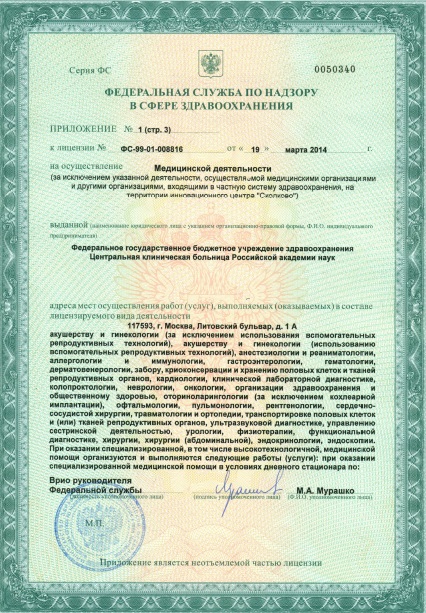 Серия ФС 0050340
ФЕДЕРАЛЬНАЯ СЛУЖБА ПО НАДЗОРУ
В СФЕРЕ ЗДРАВООХРАНЕНИЯ
ПРИЛОЖЕНИЕ № 1 (стр. 3)
к лицензии № ФС-99-01-008816 от « 19 » марта 2014 г.
на осуществление Медицинской деятельности
(за исключением указанной деятельности, осуществляемой медицинскими организациями
и другими организациями, входящими в частную систему здравоохранения, на
территории инновационного центра "Сколково")
выданной (наименование юридического лица с указанием организационно-правовой формы, Ф.И.О. индивидуального
предпринимателя)
Федеральное государственное бюджетное учреждение здравоохранения
Центральная клиническая больница Российской академии наук
адреса мест осуществления работ (услуг), выполняемых (оказываемых) в составе
лицензируемого вида деятельности
117593, г. Москва, Литовский бульвар, д. 1 А
акушерству и гинекологии (за исключением использования вспомогательных
репродуктивных технологий), акушерству и гинекологии (использованию
вспомогательных репродуктивных технологий), анестезиологии и реаниматологии,
аллергологии и иммунологии, гастроэнтерологии, гематологии,
дерматовенерологии, забору, криоконсервации и хранению половых клеток и тканей
репродуктивных органов, кардиологии, клинической лабораторной диагностике,
колопроктологии, неврологии, онкологии, организации здравоохранения и
общественному здоровью, оториноларингологии (за исключением кохлеарной
имплантации), офтальмологии, пульмонологии, рентгенологии, сердечно-
сосудистой хирургии, травматологии и ортопедии, транспортировке половых клеток
и (или) тканей репродуктивных органов, ультразвуковой диагностике, управлению
сестринской деятельностью, урологии, физиотерапии, функциональной
диагностике, хирургии, хирургии (абдоминальной), эндокринологии, эндоскопии.
При оказании специализированной, в том числе высокотехнологичной, медицинской
помощи организуются и выполняются следующие работы (услуги): при оказании
специализированной медицинской помощи в условиях дневного стационара по:
Врио руководителя
Федеральной службы М.А. Мурашко
(должность уполномоченного лица) (подпись уполномоченного лица) (Ф.И.О. уполномоченного лица)
М.П.
Приложение является неотъемлемой частью лицензии